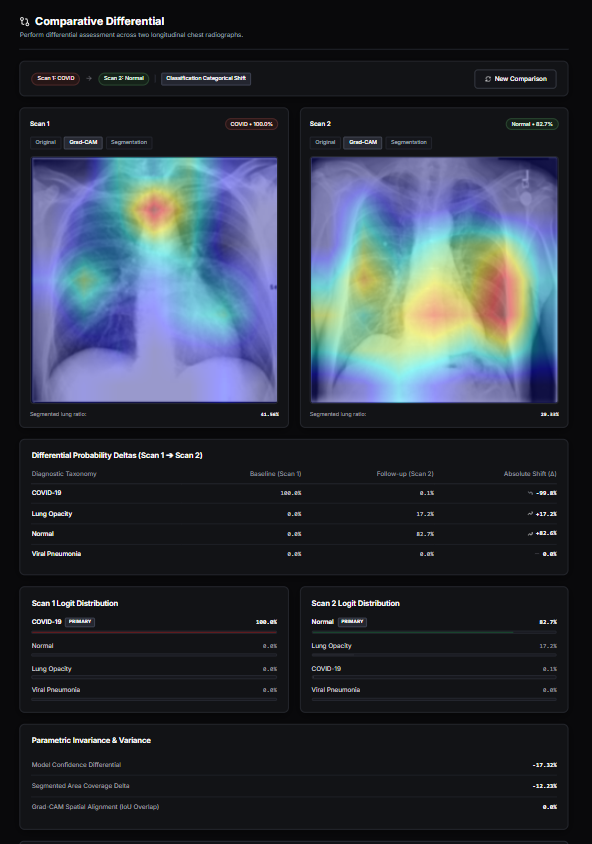 Comparative Differential
Perform differential assessment across two longitudinal chest radiographs.
Scan 1: COVID → Scan 2: Normal Classification Categorical Shift New Comparison
Scan 1 COVID • 100.0%
Original Grad-CAM Segmentation
Segmented lung ratio: 41.56%
Scan 2 Normal • 82.7%
Original Grad-CAM Segmentation
Segmented lung ratio: 29.33%
Differential Probability Deltas (Scan 1 → Scan 2)
Diagnostic Taxonomy Baseline (Scan 1) Follow-up (Scan 2) Absolute Shift (Δ)
COVID-19 100.0% 0.1% -99.8%
Lung Opacity 0.0% 17.2% +17.2%
Normal 0.0% 82.7% +82.6%
Viral Pneumonia 0.0% 0.0% 0.0%
Scan 1 Logit Distribution
COVID-19 PRIMARY 100.0%
Normal 0.0%
Lung Opacity 0.0%
Viral Pneumonia 0.0%
Scan 2 Logit Distribution
Normal PRIMARY 82.7%
Lung Opacity 17.2%
COVID-19 0.1%
Viral Pneumonia 0.0%
Parametric Invariance & Variance
Model Confidence Differential -17.32%
Segmented Area Coverage Delta -12.23%
Grad-CAM Spatial Alignment (IoU Overlap) 0.0%